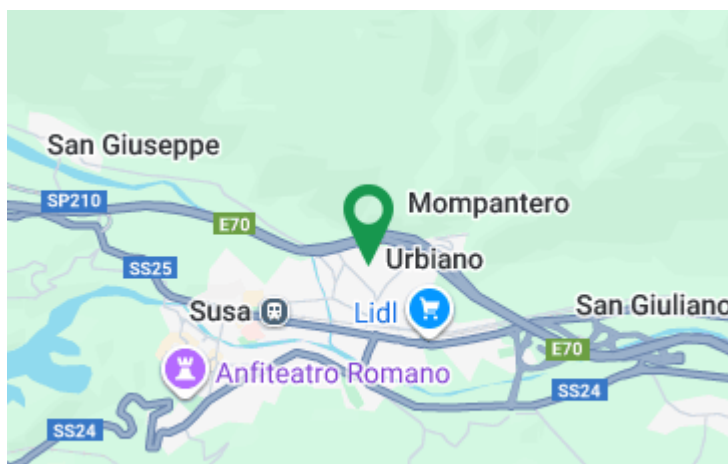 San Giuseppe
SP210
Mompantero
E70
Urbiano
SS25
Susa
Lidl
San Giuliano
E70
Anfiteatro Romano
SS24
SS24